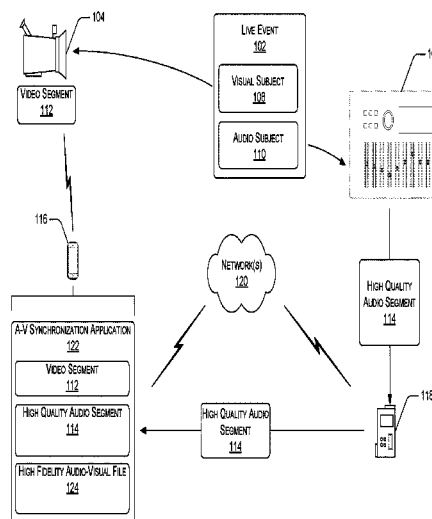 104
LIVE EVENT
102
VISUAL SUBJECT
108
AUDIO SUBJECT
110
VIDEO SEGMENT
112
116
NETWORK(S)
120
HIGH QUALITY
AUDIO SEGMENT
114
A-V SYNCHRONIZATION APPLICATION
122
VIDEO SEGMENT
112
HIGH QUALITY AUDIO SEGMENT
114
HIGH FIDELITY AUDIO-VISUAL FILE
124
HIGH QUALITY AUDIO
SEGMENT
114
118